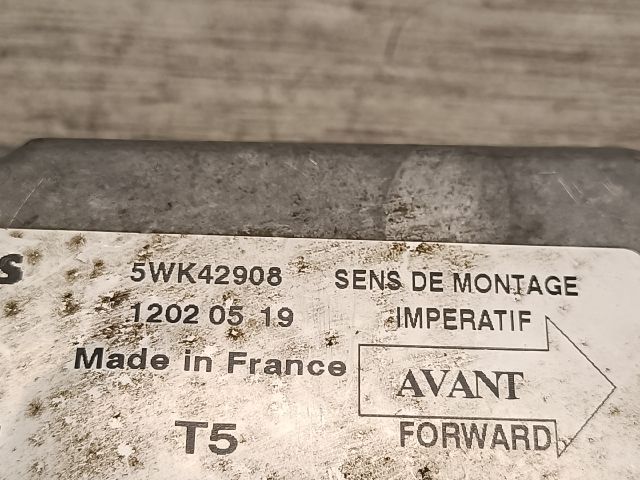 5WK42908
1202 05 19
Made in France
T5
SENS DE MONTAGE
IMPERATIF
AVANT
FORWARD